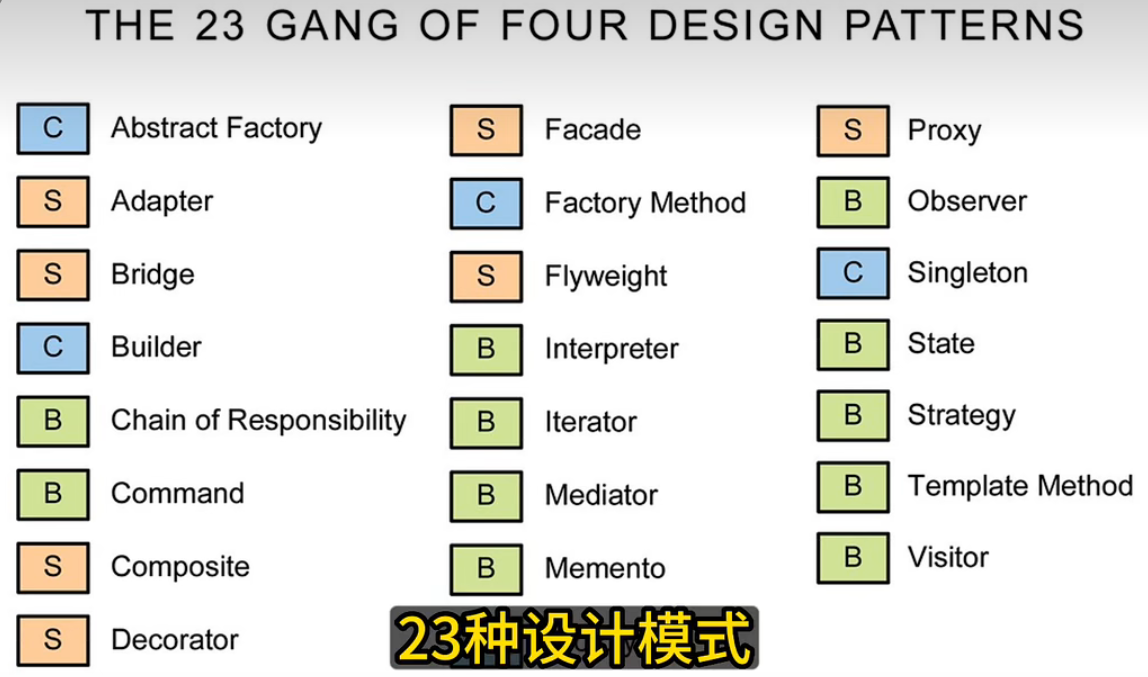 THE 23 GANG OF FOUR DESIGN PATTERNS
C Abstract Factory
S Adapter
S Bridge
C Builder
B Chain of Responsibility
B Command
S Composite
S Decorator
S Facade
C Factory Method
S Flyweight
B Interpreter
B Iterator
B Mediator
B Memento
S Proxy
B Observer
C Singleton
B State
B Strategy
B Template Method
B Visitor
23种设计模式